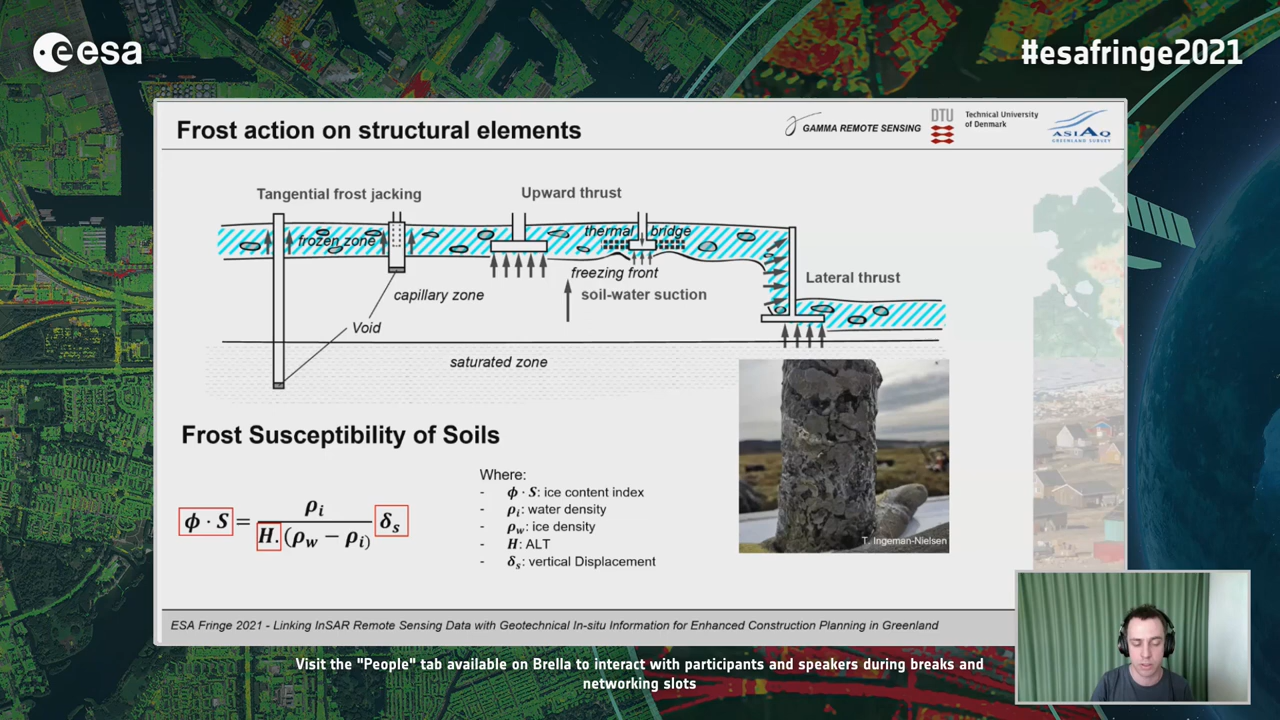 esa
#esafringe2021
Frost action on structural elements
GAMMA REMOTE SENSING
DTU
Technical University
of Denmark
ASIAQ
GREENLAND SURVEY
Tangential frost jacking
Upward thrust
frozen zone
thermal bridge
freezing front
Lateral thrust
capillary zone
soil-water suction
Void
saturated zone
Frost Susceptibility of Soils
ϕ · S = ρi / H.(ρw − ρi) δs
Where:
- ϕ · S: ice content index
- ρi: water density
- ρw: ice density
- H: ALT
- δs: vertical Displacement
T. Ingeman-Nielsen
ESA Fringe 2021 - Linking InSAR Remote Sensing Data with Geotechnical In-situ Information for Enhanced Construction Planning in Greenland
Visit the "People" tab available on Brella to interact with participants and speakers during breaks and
networking slots